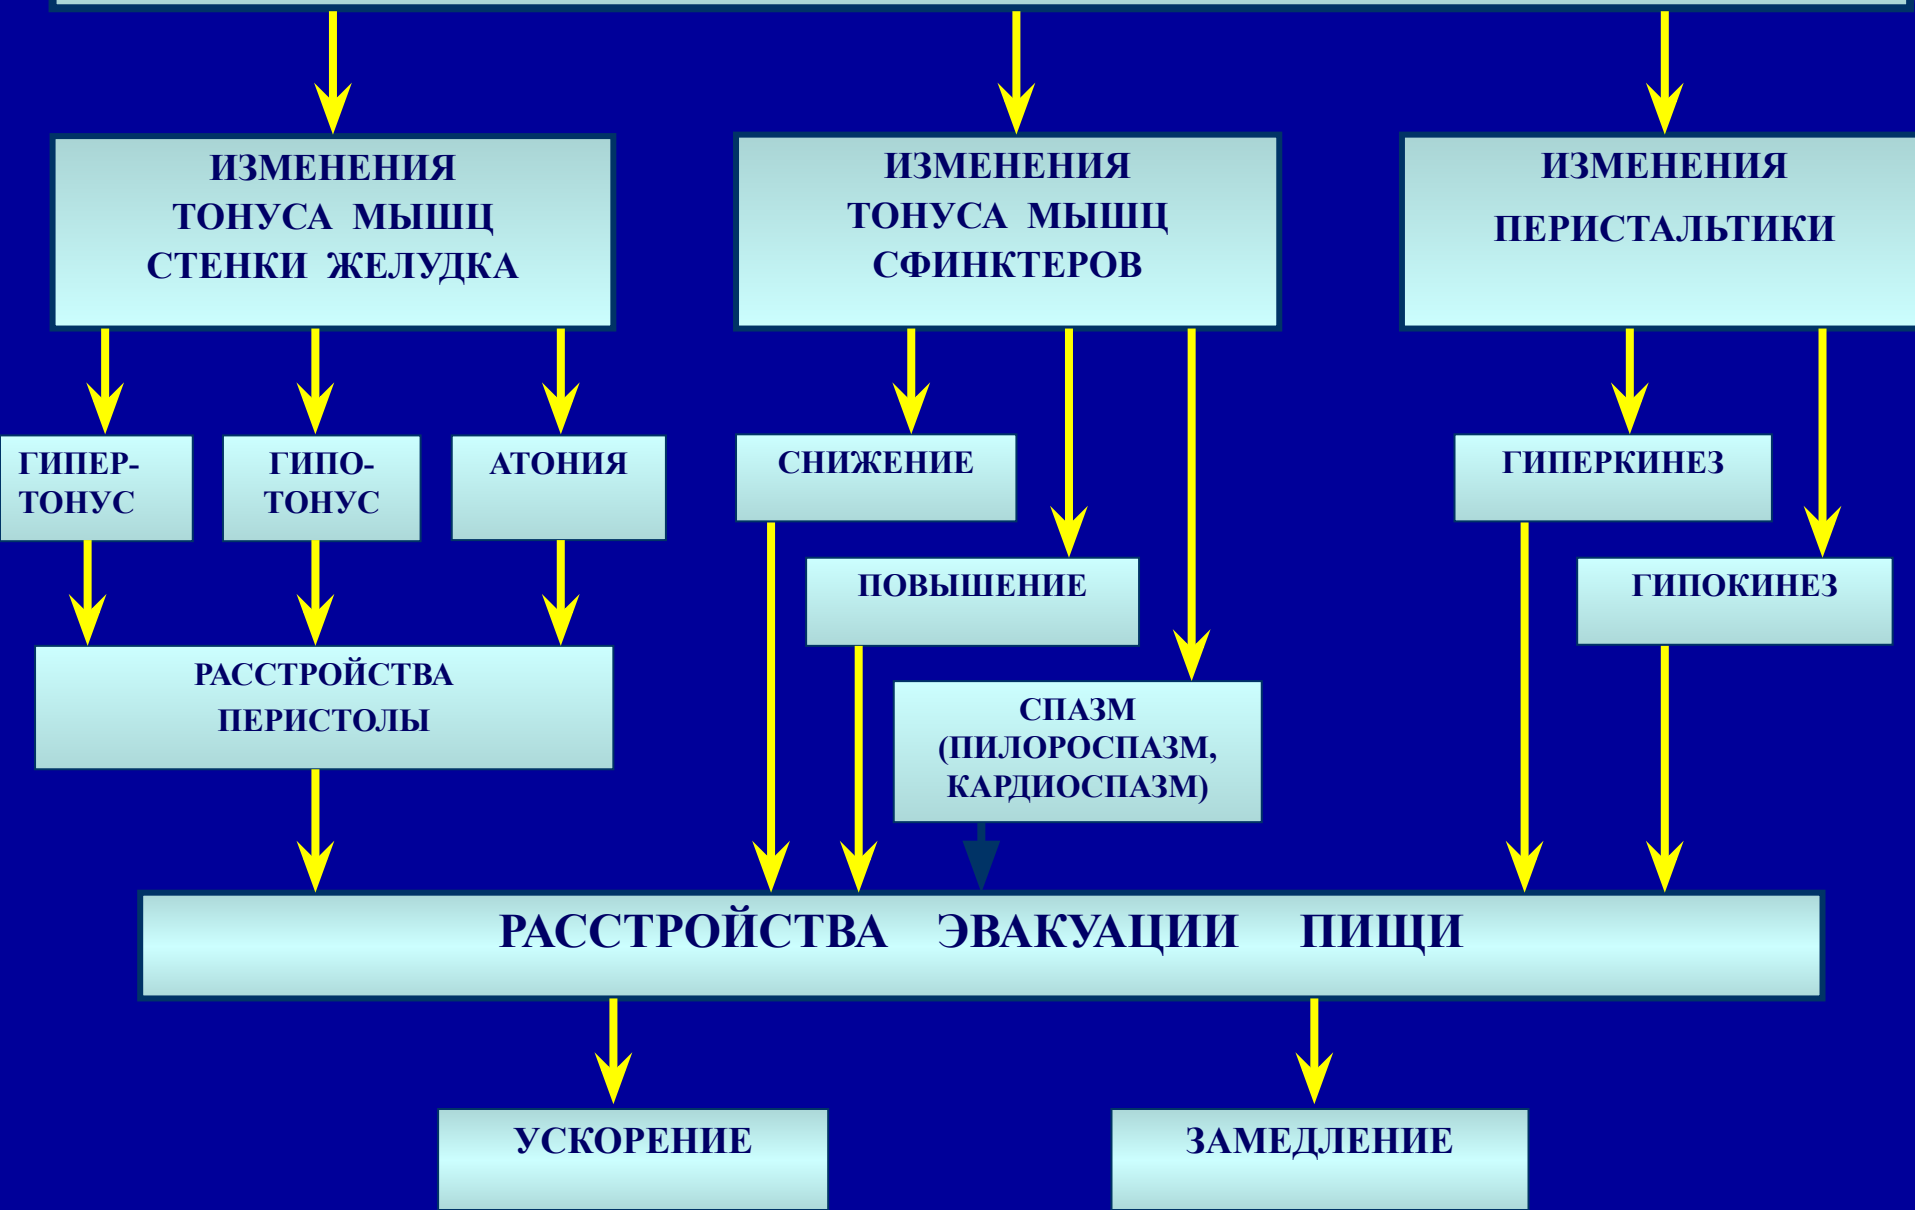 ИЗМЕНЕНИЯ
ТОНУСА МЫШЦ
СТЕНКИ ЖЕЛУДКА
ИЗМЕНЕНИЯ
ТОНУСА МЫШЦ
СФИНКТЕРОВ
ИЗМЕНЕНИЯ
ПЕРИСТАЛЬТИКИ
ГИПЕР-
ТОНУС
ГИПО-
ТОНУС
АТОНИЯ
СНИЖЕНИЕ
ГИПЕРКИНЕЗ
ПОВЫШЕНИЕ
ГИПОКИНЕЗ
РАССТРОЙСТВА
ПЕРИСТОЛЫ
СПАЗМ
(ПИЛОРОСПАЗМ,
КАРДИОСПАЗМ)
РАССТРОЙСТВА ЭВАКУАЦИИ ПИЩИ
УСКОРЕНИЕ
ЗАМЕДЛЕНИЕ